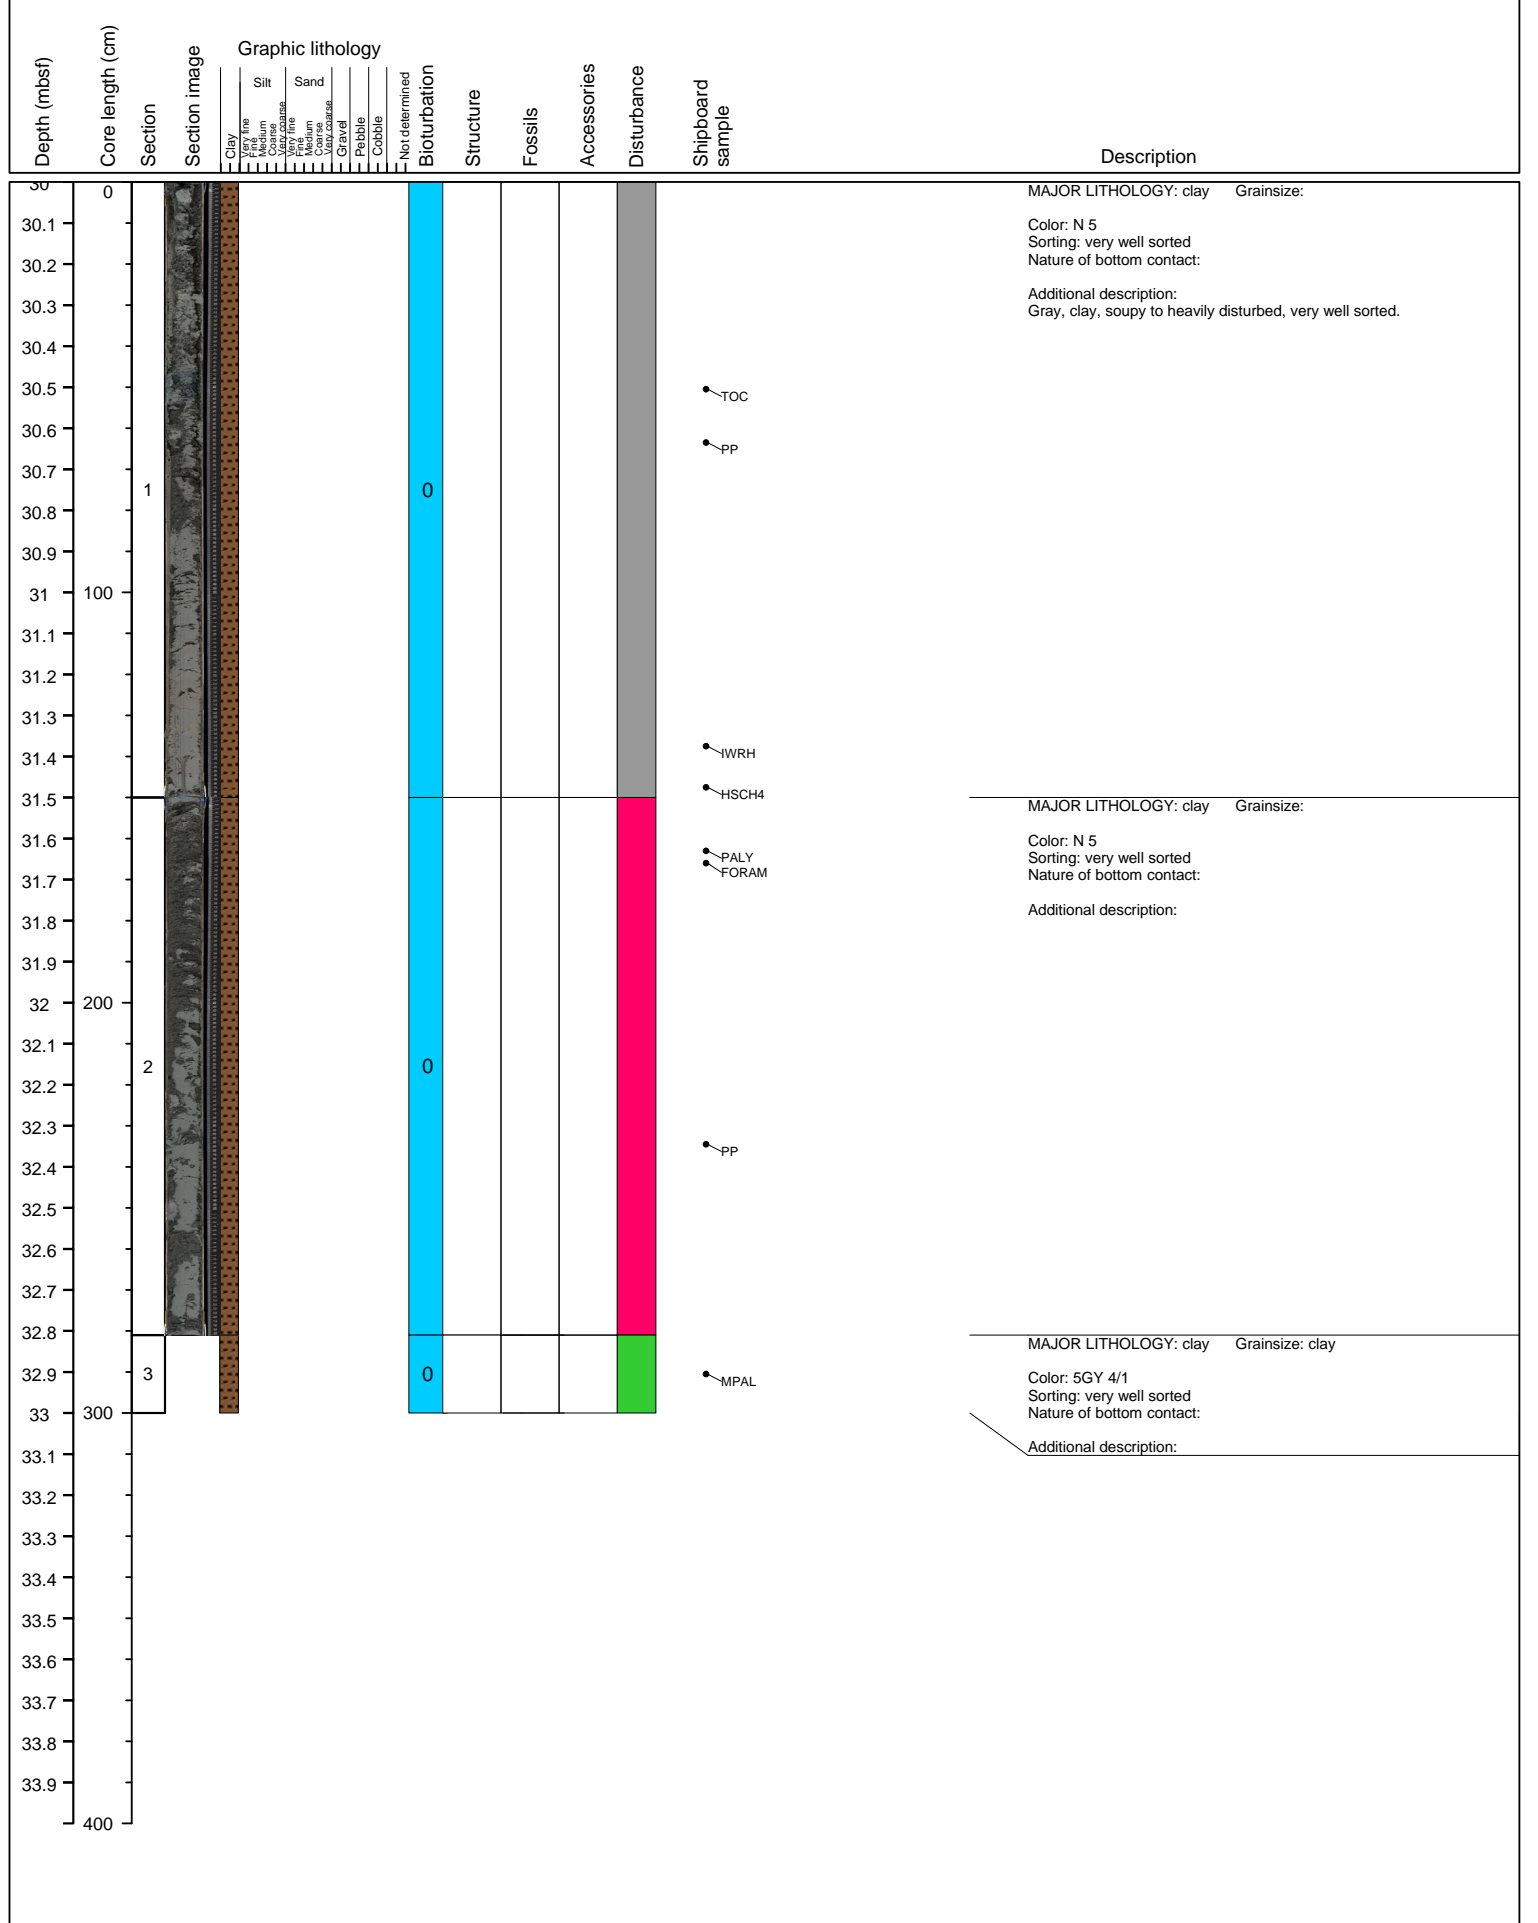 Depth (mbsf)
Core length (cm)
Section
Section image
Graphic lithology
Clay
Silt
Very fine
Fine
Medium
Coarse
Very coarse
Sand
Very fine
Fine
Medium
Coarse
Very coarse
Gravel
Pebble
Cobble
Not determined
Bioturbation
Structure
Fossils
Accessories
Disturbance
Shipboard
sample
Description
30
30.1
30.2
30.3
30.4
30.5
30.6
30.7
30.8
30.9
31
31.1
31.2
31.3
31.4
31.5
31.6
31.7
31.8
31.9
32
32.1
32.2
32.3
32.4
32.5
32.6
32.7
32.8
32.9
33
33.1
33.2
33.3
33.4
33.5
33.6
33.7
33.8
33.9
0
100
200
300
400
1
2
3
0
0
0
TOC
PP
IWRH
HSCH4
PALY
FORAM
PP
MPAL
MAJOR LITHOLOGY: clay Grainsize:
Color: N 5
Sorting: very well sorted
Nature of bottom contact:
Additional description:
Gray, clay, soupy to heavily disturbed, very well sorted.
MAJOR LITHOLOGY: clay Grainsize:
Color: N 5
Sorting: very well sorted
Nature of bottom contact:
Additional description:
MAJOR LITHOLOGY: clay Grainsize: clay
Color: 5GY 4/1
Sorting: very well sorted
Nature of bottom contact:
Additional description: